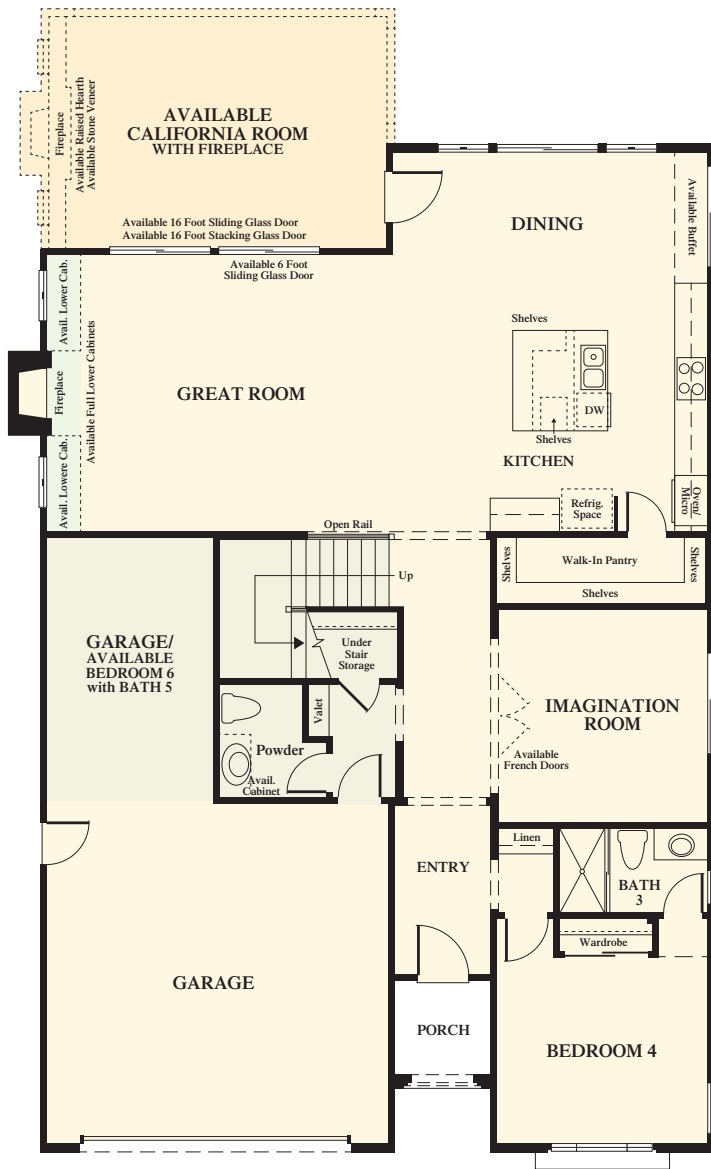 AVAILABLE
CALIFORNIA ROOM
WITH FIREPLACE
Fireplace
Available Raised Hearth
Available Stone Veneer
Available 16 Foot Sliding Glass Door
Available 16 Foot Stacking Glass Door
Available 6 Foot
Sliding Glass Door
DINING
Available Buffet
Avail. Lower Cab.
Available Full Lower Cabinets
Fireplace
Avail. Lowere Cab.
GREAT ROOM
Shelves
DW
Shelves
KITCHEN
Refrig.
Space
Oven/
Micro
Open Rail
Up
Shelves
Walk-In Pantry
Shelves
Shelves
GARAGE/
AVAILABLE
BEDROOM 6
with BATH 5
Under
Stair
Storage
Valet
Powder
Avail.
Cabinet
IMAGINATION
ROOM
Available
French Doors
ENTRY
Linen
BATH
3
Wardrobe
GARAGE
PORCH
BEDROOM 4